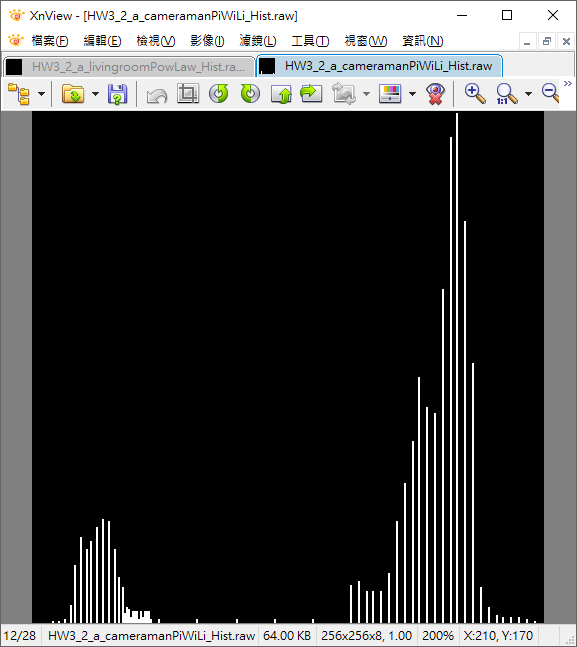 XnView - [HW3_2_a_cameramanPiWiLi_Hist.raw]
檔案(F) 編輯(E) 檢視(V) 影像(I) 濾鏡(L) 工具(T) 視窗(W) 資訊(N)
HW3_2_a_livingroomPowLaw_Hist.ra... HW3_2_a_cameramanPiWiLi_Hist.raw
1:1
12/28 HW3_2_a_cameramanPiWiLi_Hist.raw 64.00 KB 256x256x8, 1.00 200% X:210, Y:170